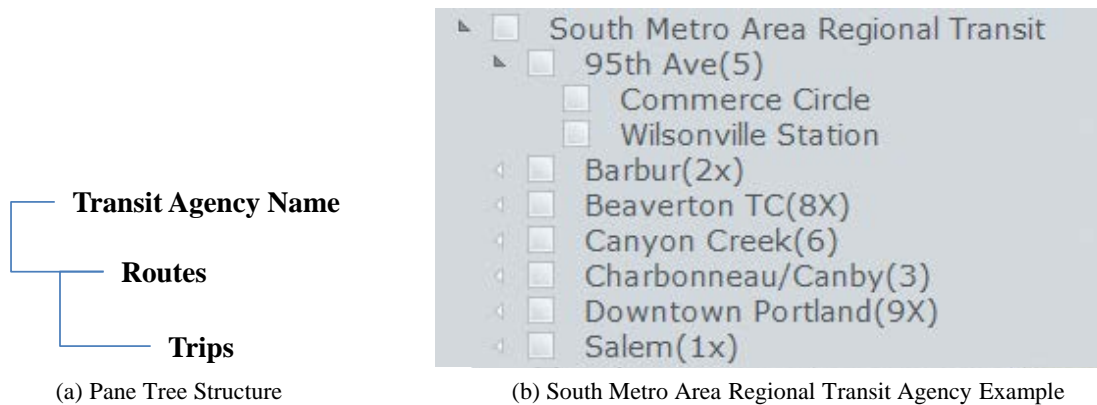 Transit Agency Name
Routes
Trips
(a) Pane Tree Structure
South Metro Area Regional Transit
95th Ave(5)
Commerce Circle
Wilsonville Station
Barbur(2x)
Beaverton TC(8X)
Canyon Creek(6)
Charbonneau/Canby(3)
Downtown Portland(9X)
Salem(1x)
(b) South Metro Area Regional Transit Agency Example